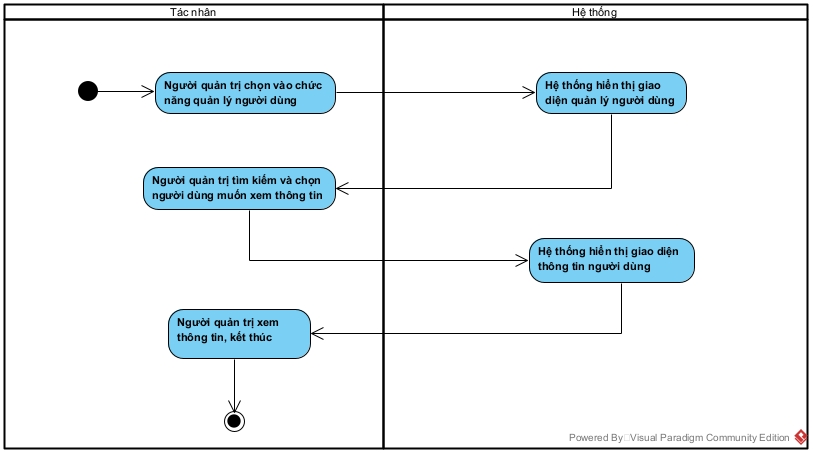 Tác nhân
Hệ thống
Người quản trị chọn vào chức
năng quản lý người dùng
Hệ thống hiển thị giao
diện quản lý người dùng
Người quản trị tìm kiếm và chọn
người dùng muốn xem thông tin
Hệ thống hiển thị giao diện
thông tin người dùng
Người quản trị xem
thông tin, kết thúc
Powered By Visual Paradigm Community Edition